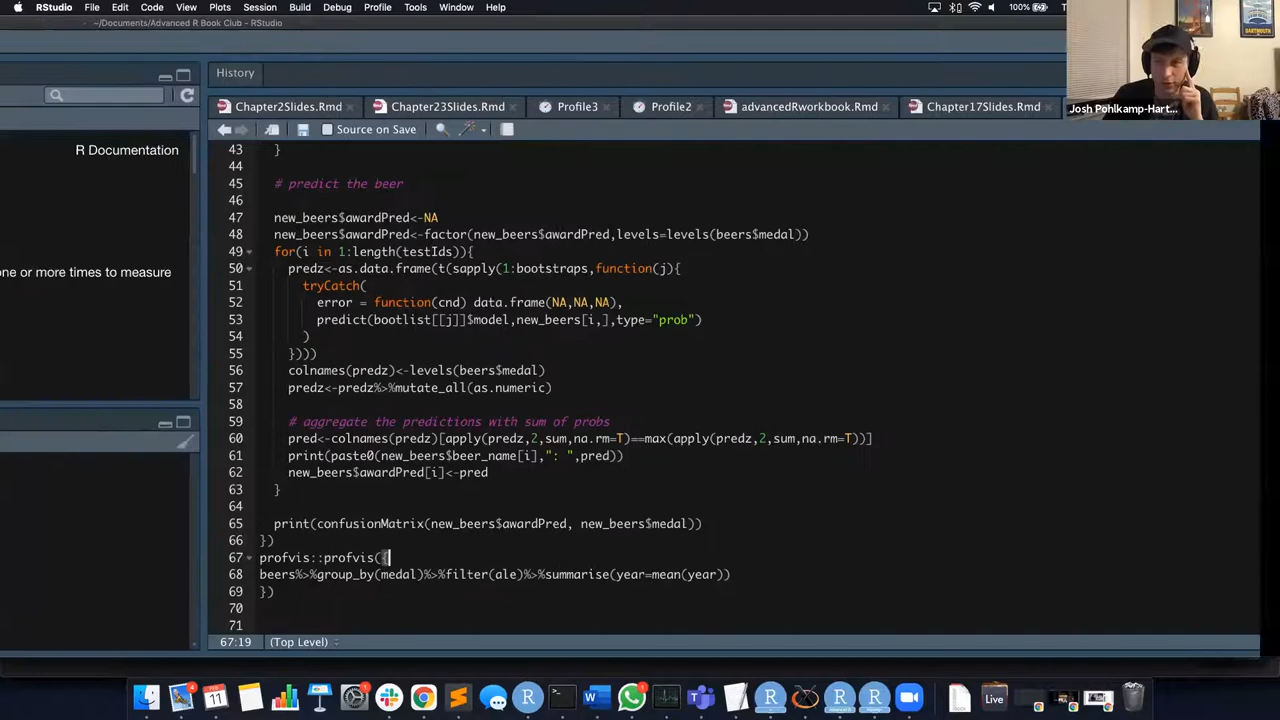 RStudio File Edit Code View Plots Session Build Debug Profile Tools Window Help 100%
~/Documents/Advanced R Book Club - RStudio
DARTMOUTH
Josh Pohlkamp-Hart...
History
Chapter2Slides.Rmd Chapter23Slides.Rmd Profile3 Profile2 advancedRworkbook.Rmd Chapter17Slides.Rmd
Source on Save
R Documentation
one or more times to measure
43 }
44
45 # predict the beer
46
47 new_beers$awardPred<-NA
48 new_beers$awardPred<-factor(new_beers$awardPred,levels=levels(beers$medal))
49 for(i in 1:length(testIds)){
50 predz<-as.data.frame(t(sapply(1:bootstraps,function(j){
51 tryCatch(
52 error = function(cnd) data.frame(NA,NA,NA),
53 predict(bootlist[[j]]$model,new_beers[i,],type="prob")
54 )
55 })))
56 colnames(predz)<-levels(beers$medal)
57 predz<-predz%>%mutate_all(as.numeric)
58
59 # aggregate the predictions with sum of probs
60 pred<-colnames(predz)[apply(predz,2,sum,na.rm=T)==max(apply(predz,2,sum,na.rm=T))]
61 print(paste0(new_beers$beer_name[i],": ",pred))
62 new_beers$awardPred[i]<-pred
63 }
64
65 print(confusionMatrix(new_beers$awardPred, new_beers$medal))
66 })
67 profvis::profvis({
68 beers%>%group_by(medal)%>%filter(ale)%>%summarise(year=mean(year))
69 })
70
71
67:19 (Top Level)
4 11 Live